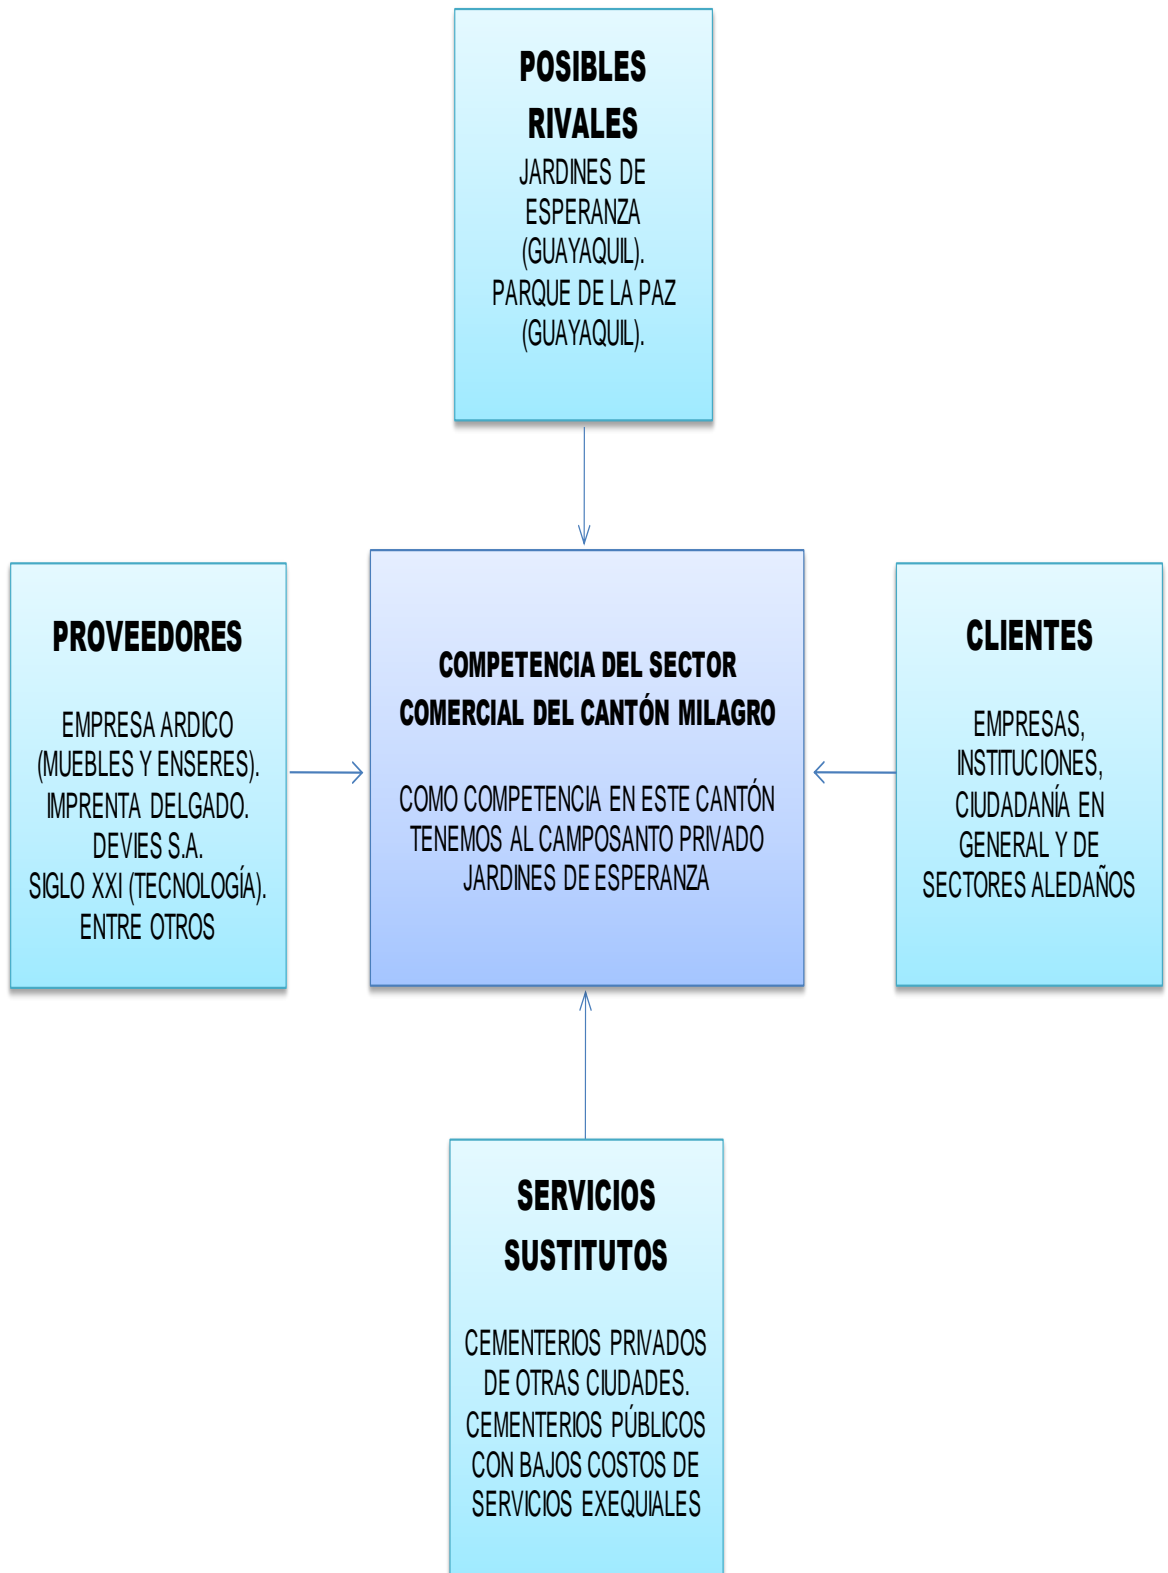 POSIBLES
RIVALES
JARDINES DE
ESPERANZA
(GUAYAQUIL).
PARQUE DE LA PAZ
(GUAYAQUIL).
PROVEEDORES
EMPRESA ARDICO
(MUEBLES Y ENSERES).
IMPRENTA DELGADO.
DEVIES S.A.
SIGLO XXI (TECNOLOGÍA).
ENTRE OTROS
COMPETENCIA DEL SECTOR
COMERCIAL DEL CANTÓN MILAGRO
COMO COMPETENCIA EN ESTE CANTÓN
TENEMOS AL CAMPOSANTO PRIVADO
JARDINES DE ESPERANZA
CLIENTES
EMPRESAS,
INSTITUCIONES,
CIUDADANÍA EN
GENERAL Y DE
SECTORES ALEDAÑOS
SERVICIOS
SUSTITUTOS
CEMENTERIOS PRIVADOS
DE OTRAS CIUDADES.
CEMENTERIOS PÚBLICOS
CON BAJOS COSTOS DE
SERVICIOS EXEQUIALES